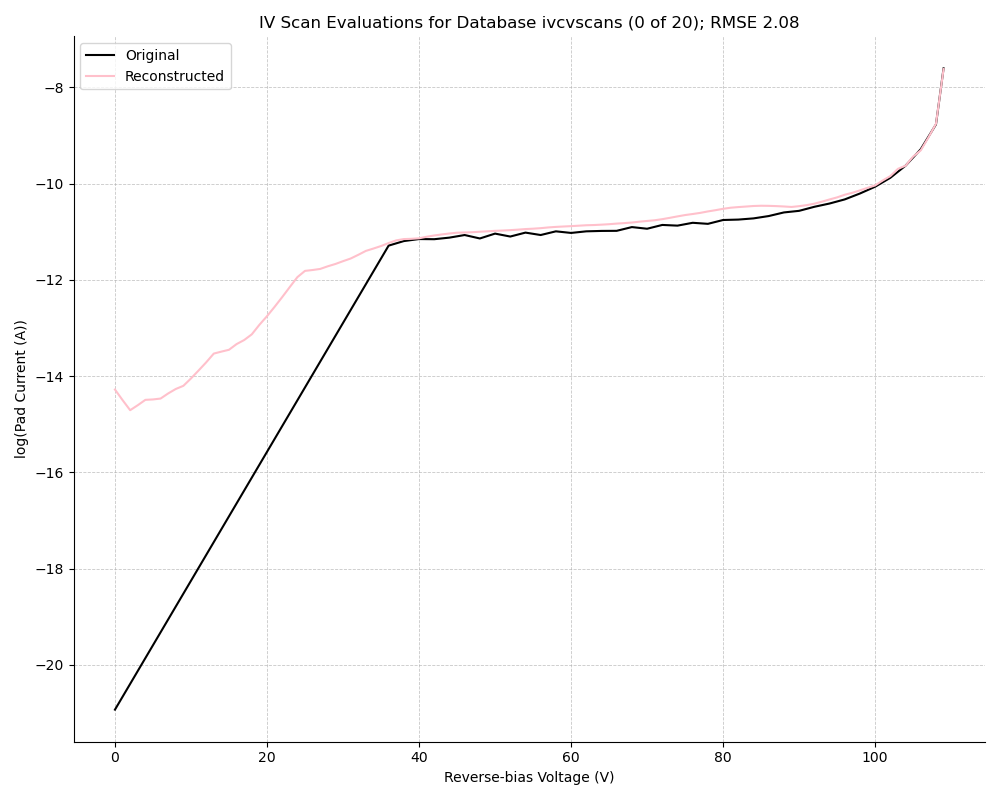 IV Scan Evaluations for Database ivcvscans (0 of 20); RMSE 2.08
Original
Reconstructed
log(Pad Current (A))
−8
−10
−12
−14
−16
−18
−20
0 20 40 60 80 100
Reverse-bias Voltage (V)